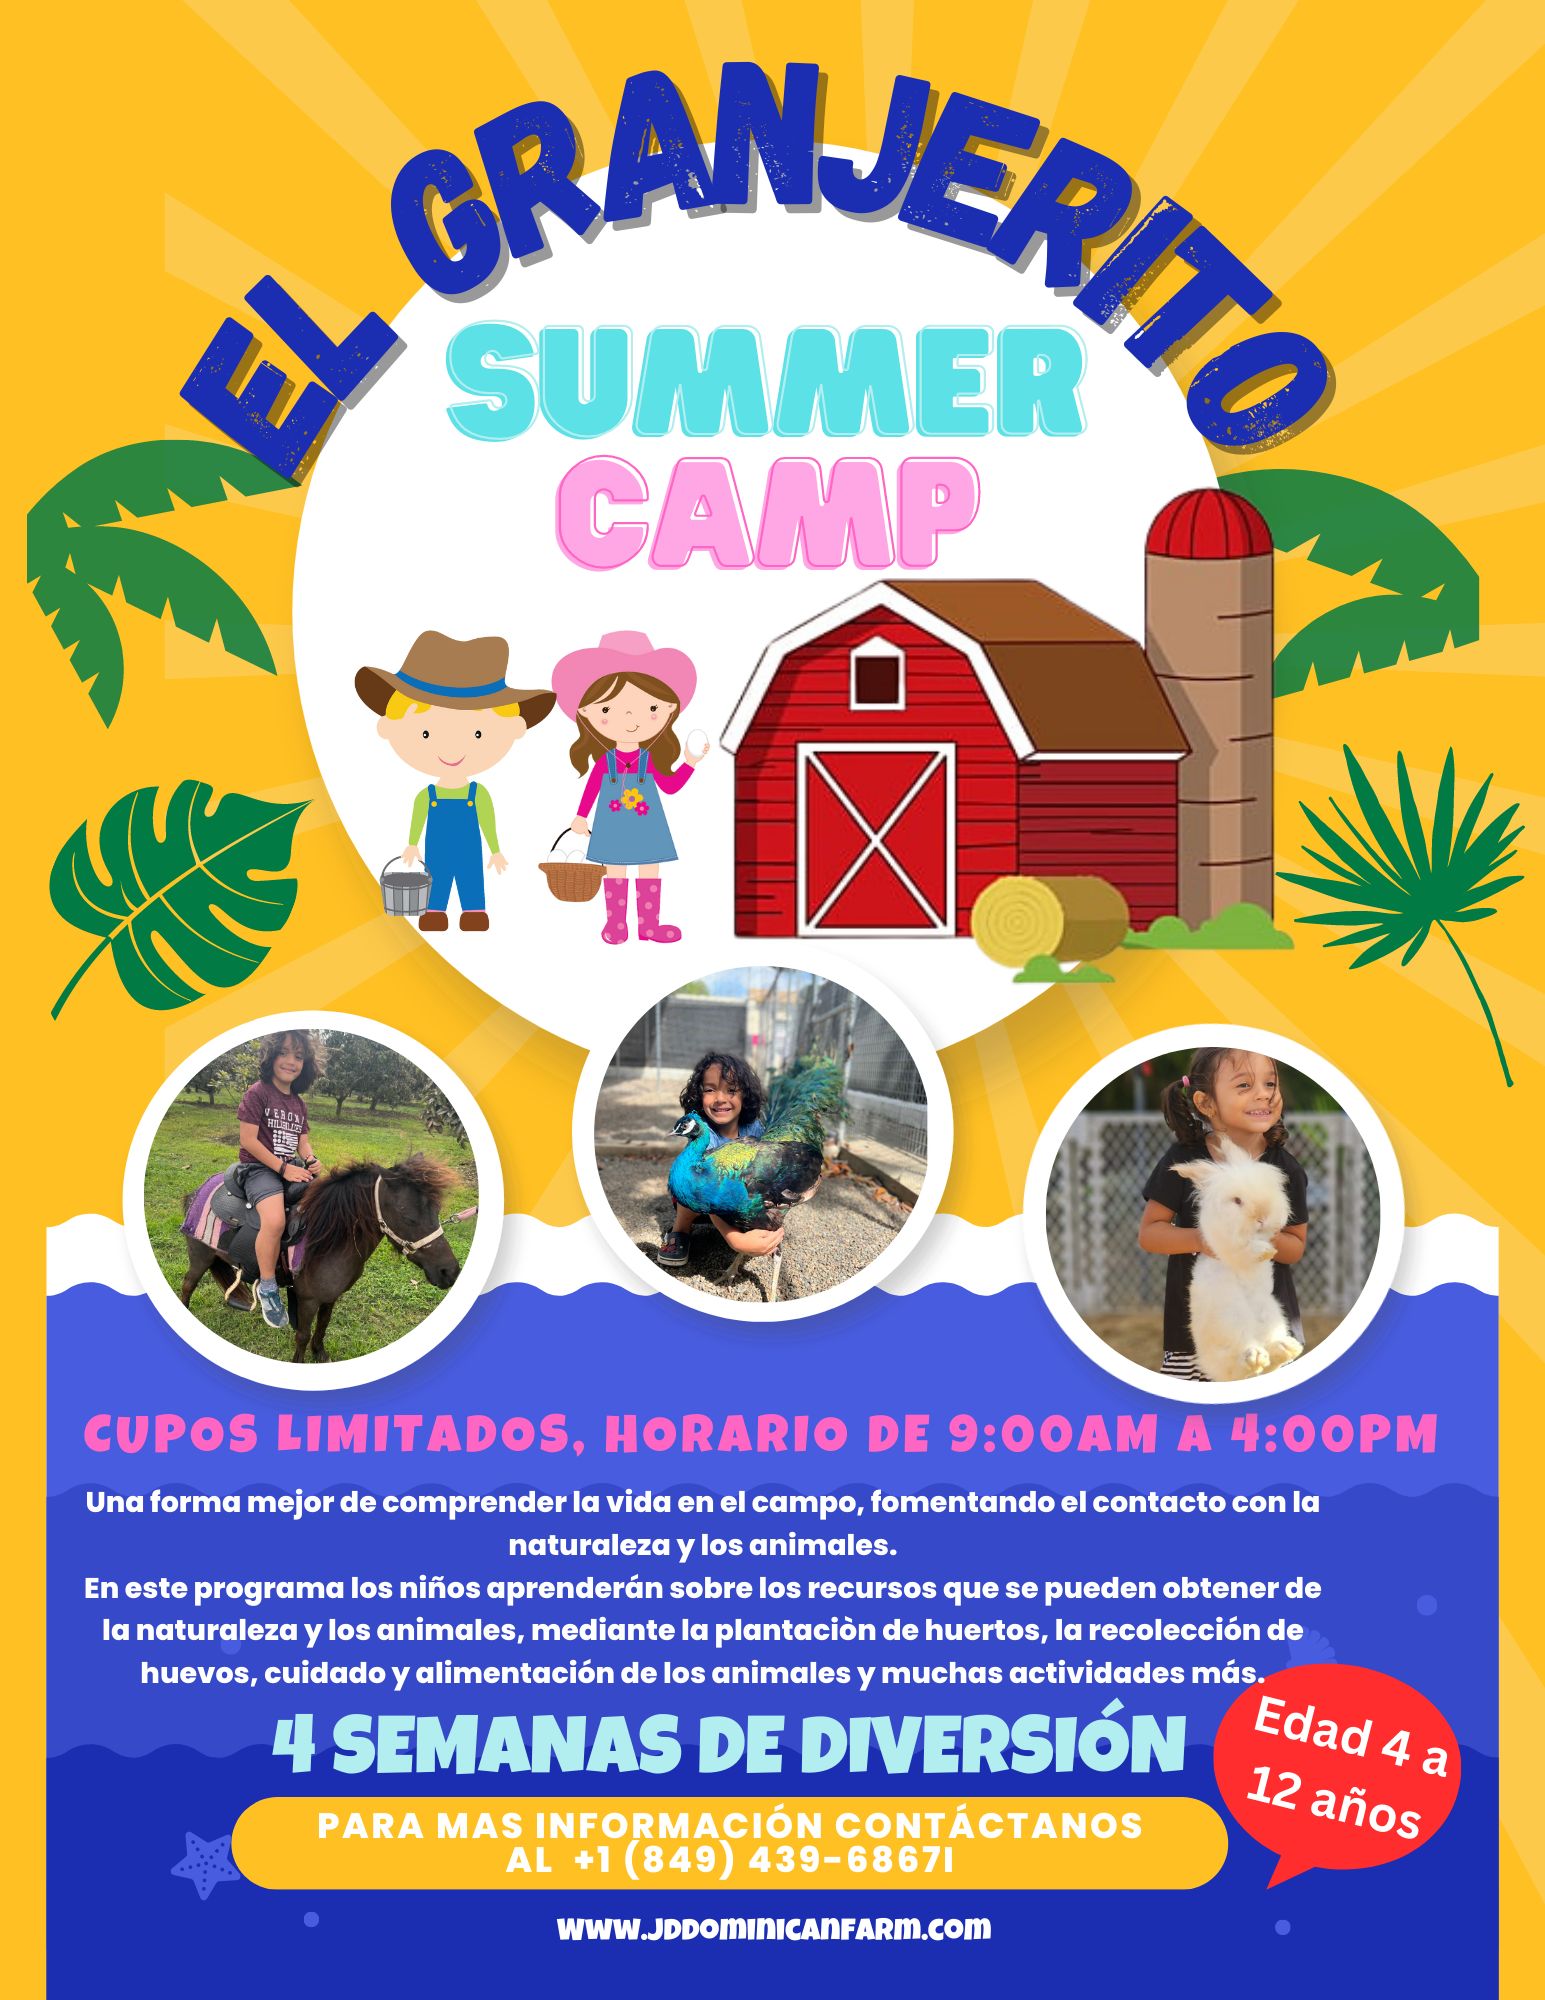 EL GRANJERITO
SUMMER
CAMP
VERONA
HILLBILLIES
CUPOS LIMITADOS, HORARIO DE 9:00AM A 4:00PM
Una forma mejor de comprender la vida en el campo, fomentando el contacto con la
naturaleza y los animales.
En este programa los niños aprenderán sobre los recursos que se pueden obtener de
la naturaleza y los animales, mediante la plantaciòn de huertos, la recolección de
huevos, cuidado y alimentación de los animales y muchas actividades más.
4 SEMANAS DE DIVERSIÓN
Edad 4 a
12 años
PARA MAS INFORMACIÓN CONTÁCTANOS
AL +1 (849) 439-6867I
www.JDDominicanFarm.com